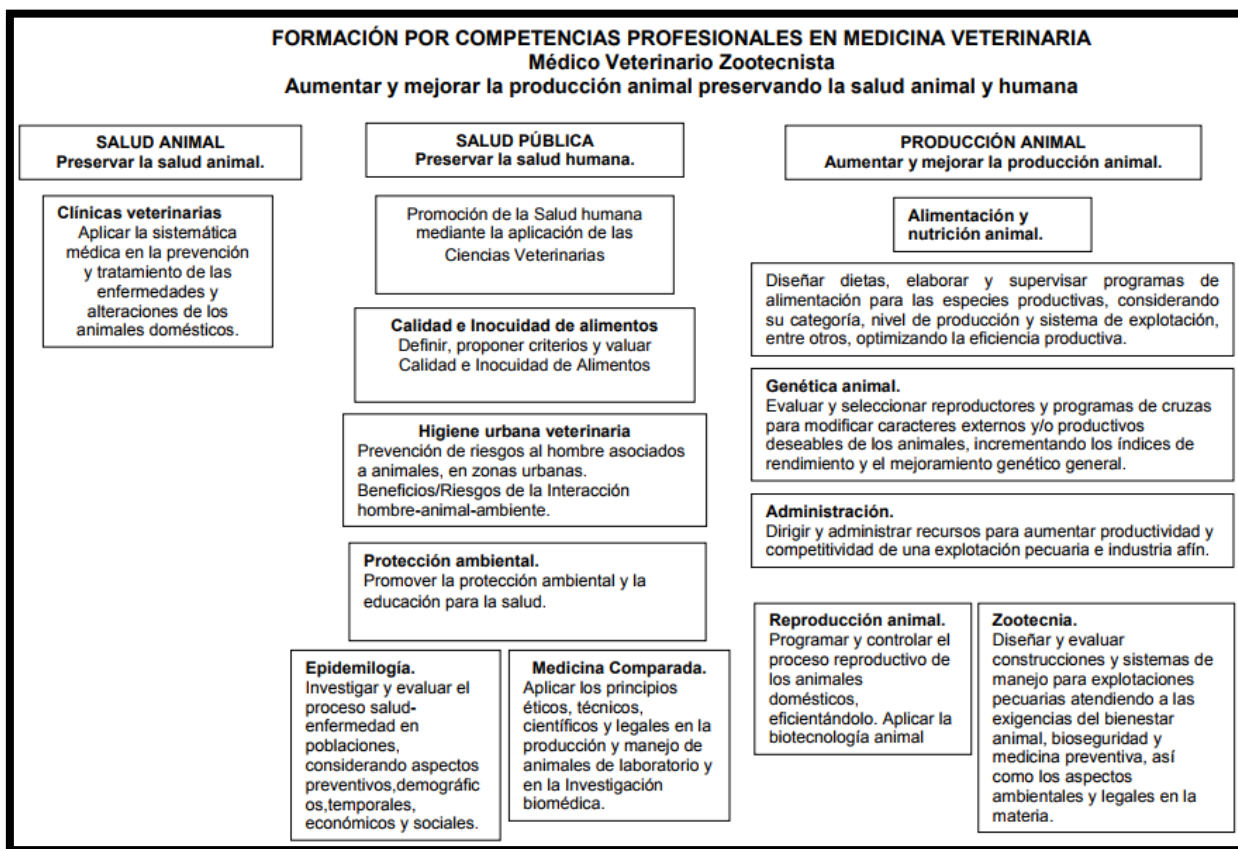 FORMACIÓN POR COMPETENCIAS PROFESIONALES EN MEDICINA VETERINARIA
Médico Veterinario Zootecnista
Aumentar y mejorar la producción animal preservando la salud animal y humana
SALUD ANIMAL
Preservar la salud animal.
Clínicas veterinarias
Aplicar la sistemática
médica en la prevención
y tratamiento de las
enfermedades y
alteraciones de los
animales domésticos.
SALUD PÚBLICA
Preservar la salud humana.
Promoción de la Salud humana
mediante la aplicación de las
Ciencias Veterinarias
Calidad e Inocuidad de alimentos
Definir, proponer criterios y valuar
Calidad e Inocuidad de Alimentos
Higiene urbana veterinaria
Prevención de riesgos al hombre asociados
a animales, en zonas urbanas.
Beneficios/Riesgos de la Interacción
hombre-animal-ambiente.
Protección ambiental.
Promover la protección ambiental y la
educación para la salud.
Epidemilogía.
Investigar y evaluar el
proceso salud-
enfermedad en
poblaciones,
considerando aspectos
preventivos,demográfic
os,temporales,
económicos y sociales.
Medicina Comparada.
Aplicar los principios
éticos, técnicos,
científicos y legales en la
producción y manejo de
animales de laboratorio y
en la Investigación
biomédica.
PRODUCCIÓN ANIMAL
Aumentar y mejorar la producción animal.
Alimentación y
nutrición animal.
Diseñar dietas, elaborar y supervisar programas de
alimentación para las especies productivas, considerando
su categoría, nivel de producción y sistema de explotación,
entre otros, optimizando la eficiencia productiva.
Genética animal.
Evaluar y seleccionar reproductores y programas de cruzas
para modificar caracteres externos y/o productivos
deseables de los animales, incrementando los índices de
rendimiento y el mejoramiento genético general.
Administración.
Dirigir y administrar recursos para aumentar productividad y
competitividad de una explotación pecuaria e industria afín.
Reproducción animal.
Programar y controlar el
proceso reproductivo de
los animales
domésticos,
eficientándolo. Aplicar la
biotecnología animal
Zootecnia.
Diseñar y evaluar
construcciones y sistemas de
manejo para explotaciones
pecuarias atendiendo a las
exigencias del bienestar
animal, bioseguridad y
medicina preventiva, así
como los aspectos
ambientales y legales en la
materia.